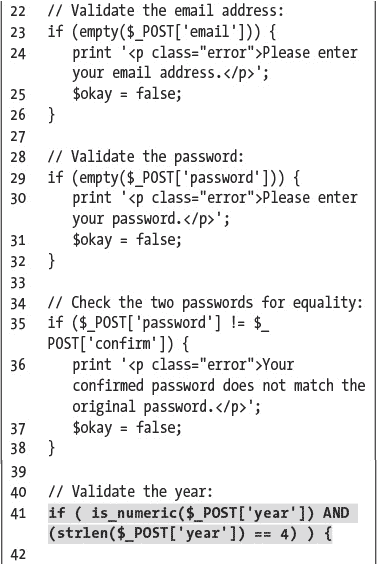 22 // Validate the email address:
23 if (empty($_POST['email'])) {
24 print '<p class="error">Please enter
your email address.</p>';
25 $okay = false;
26 }
27
28 // Validate the password:
29 if (empty($_POST['password'])) {
30 print '<p class="error">Please enter
your password.</p>';
31 $okay = false;
32 }
33
34 // Check the two passwords for equality:
35 if ($_POST['password'] != $_
POST['confirm']) {
36 print '<p class="error">Your
confirmed password does not match the
original password.</p>';
37 $okay = false;
38 }
39
40 // Validate the year:
41 if ( is_numeric($_POST['year']) AND
(strlen($_POST['year']) == 4) ) {
42